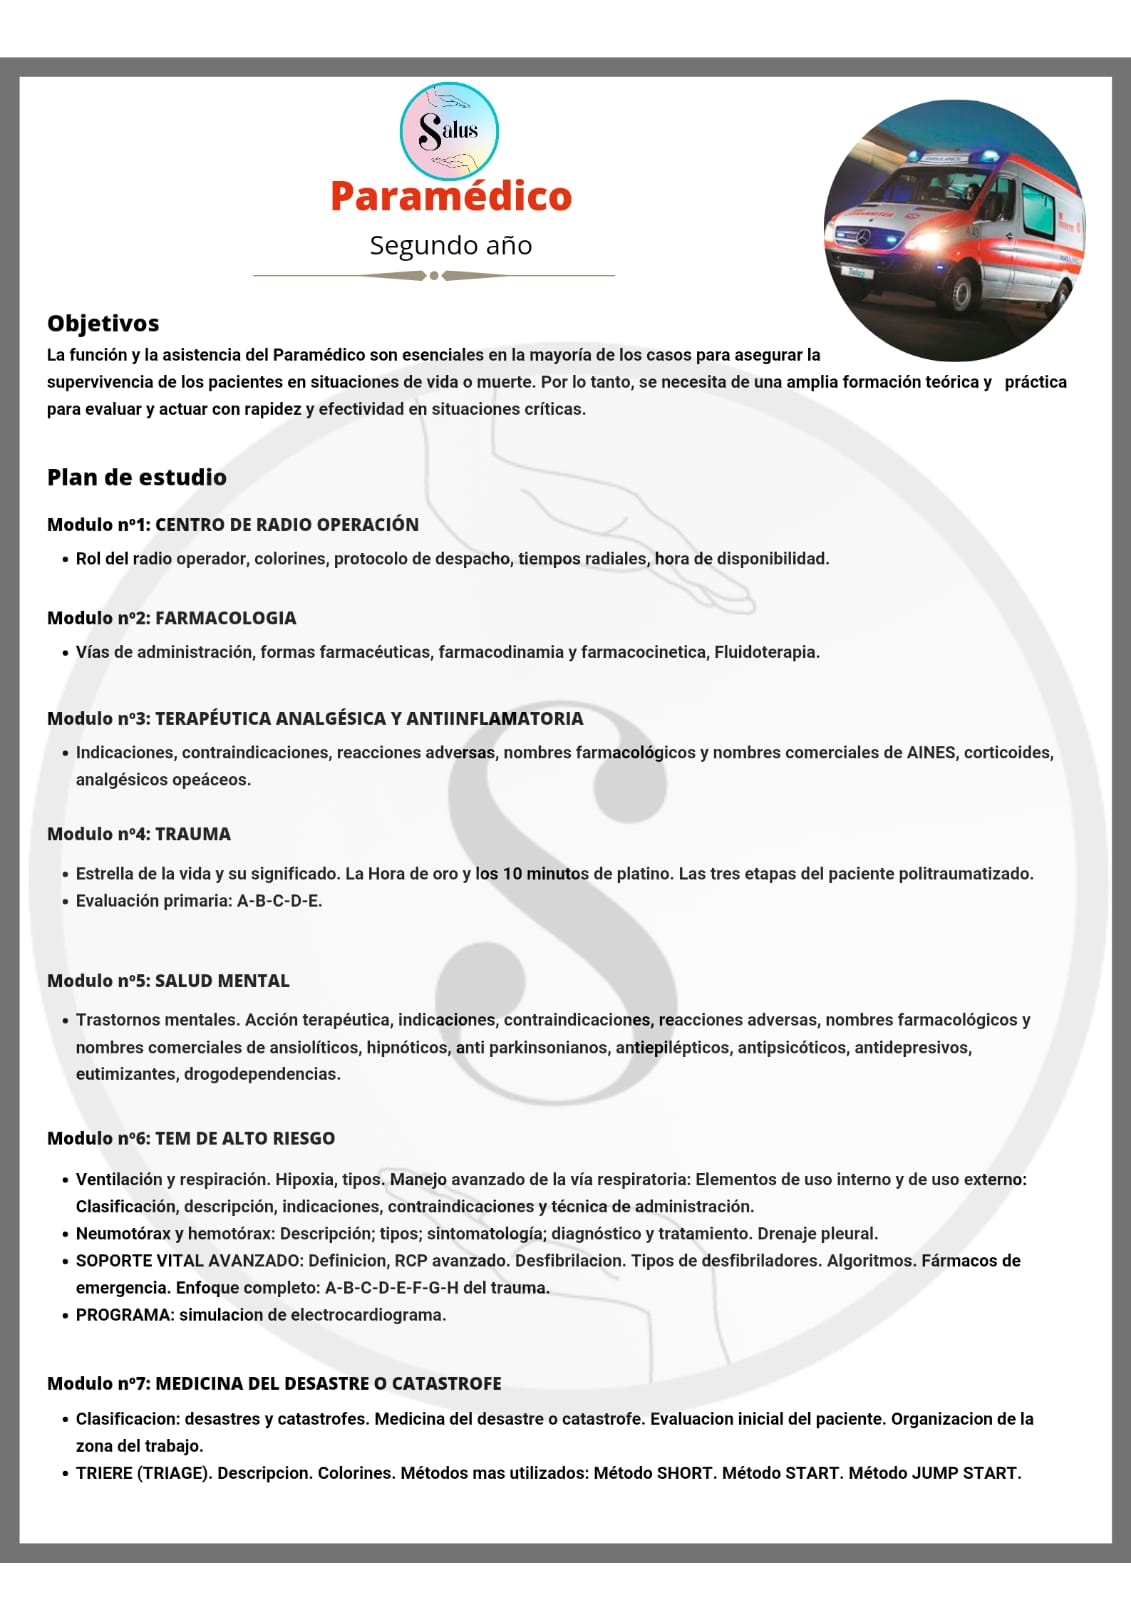 Salus
Paramédico
Segundo año
AMBULANCE
Objetivos
La función y la asistencia del Paramédico son esenciales en la mayoría de los casos para asegurar la
supervivencia de los pacientes en situaciones de vida o muerte. Por lo tanto, se necesita de una amplia formación teórica y práctica
para evaluar y actuar con rapidez y efectividad en situaciones críticas.
Plan de estudio
Modulo nº1: CENTRO DE RADIO OPERACIÓN
• Rol del radio operador, colorines, protocolo de despacho, tiempos radiales, hora de disponibilidad.
Modulo nº2: FARMACOLOGIA
• Vías de administración, formas farmacéuticas, farmacodinamia y farmacocinetica, Fluidoterapia.
Modulo nº3: TERAPÉUTICA ANALGÉSICA Y ANTIINFLAMATORIA
• Indicaciones, contraindicaciones, reacciones adversas, nombres farmacológicos y nombres comerciales de AINES, corticoides,
analgésicos opeáceos.
Modulo nº4: TRAUMA
• Estrella de la vida y su significado. La Hora de oro y los 10 minutos de platino. Las tres etapas del paciente politraumatizado.
• Evaluación primaria: A-B-C-D-E.
Modulo nº5: SALUD MENTAL
• Trastornos mentales. Acción terapéutica, indicaciones, contraindicaciones, reacciones adversas, nombres farmacológicos y
nombres comerciales de ansiolíticos, hipnóticos, anti parkinsonianos, antiepilépticos, antipsicóticos, antidepresivos,
eutimizantes, drogodependencias.
Modulo nº6: TEM DE ALTO RIESGO
• Ventilación y respiración. Hipoxia, tipos. Manejo avanzado de la vía respiratoria: Elementos de uso interno y de uso externo:
Clasificación, descripción, indicaciones, contraindicaciones y técnica de administración.
• Neumotórax y hemotórax: Descripción; tipos; sintomatología; diagnóstico y tratamiento. Drenaje pleural.
• SOPORTE VITAL AVANZADO: Definicion, RCP avanzado. Desfibrilacion. Tipos de desfibriladores. Algoritmos. Fármacos de
emergencia. Enfoque completo: A-B-C-D-E-F-G-H del trauma.
• PROGRAMA: simulacion de electrocardiograma.
Modulo nº7: MEDICINA DEL DESASTRE O CATASTROFE
• Clasificacion: desastres y catastrofes. Medicina del desastre o catastrofe. Evaluacion inicial del paciente. Organizacion de la
zona del trabajo.
• TRIERE (TRIAGE). Descripcion. Colorines. Métodos mas utilizados: Método SHORT. Método START. Método JUMP START.